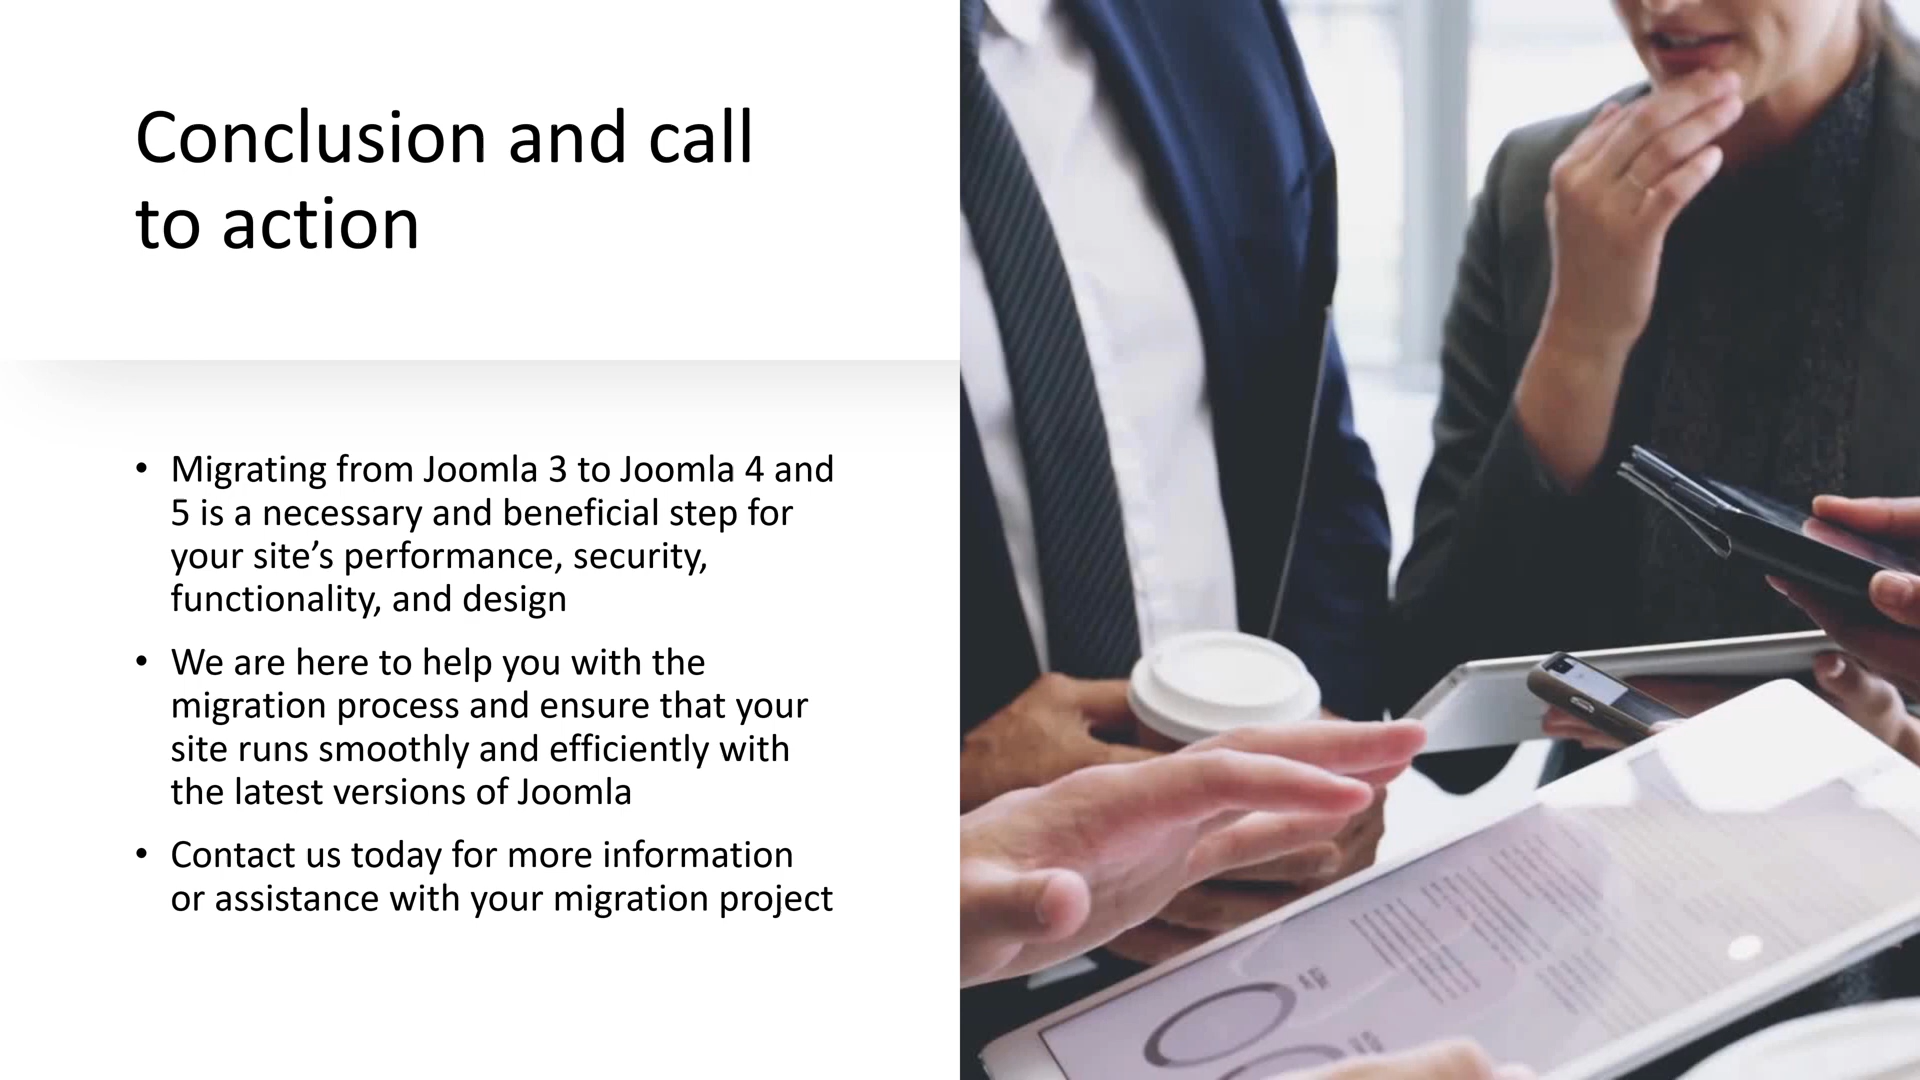 Conclusion and call
to action
• Migrating from Joomla 3 to Joomla 4 and
5 is a necessary and beneficial step for
your site’s performance, security,
functionality, and design
• We are here to help you with the
migration process and ensure that your
site runs smoothly and efficiently with
the latest versions of Joomla
• Contact us today for more information
or assistance with your migration project